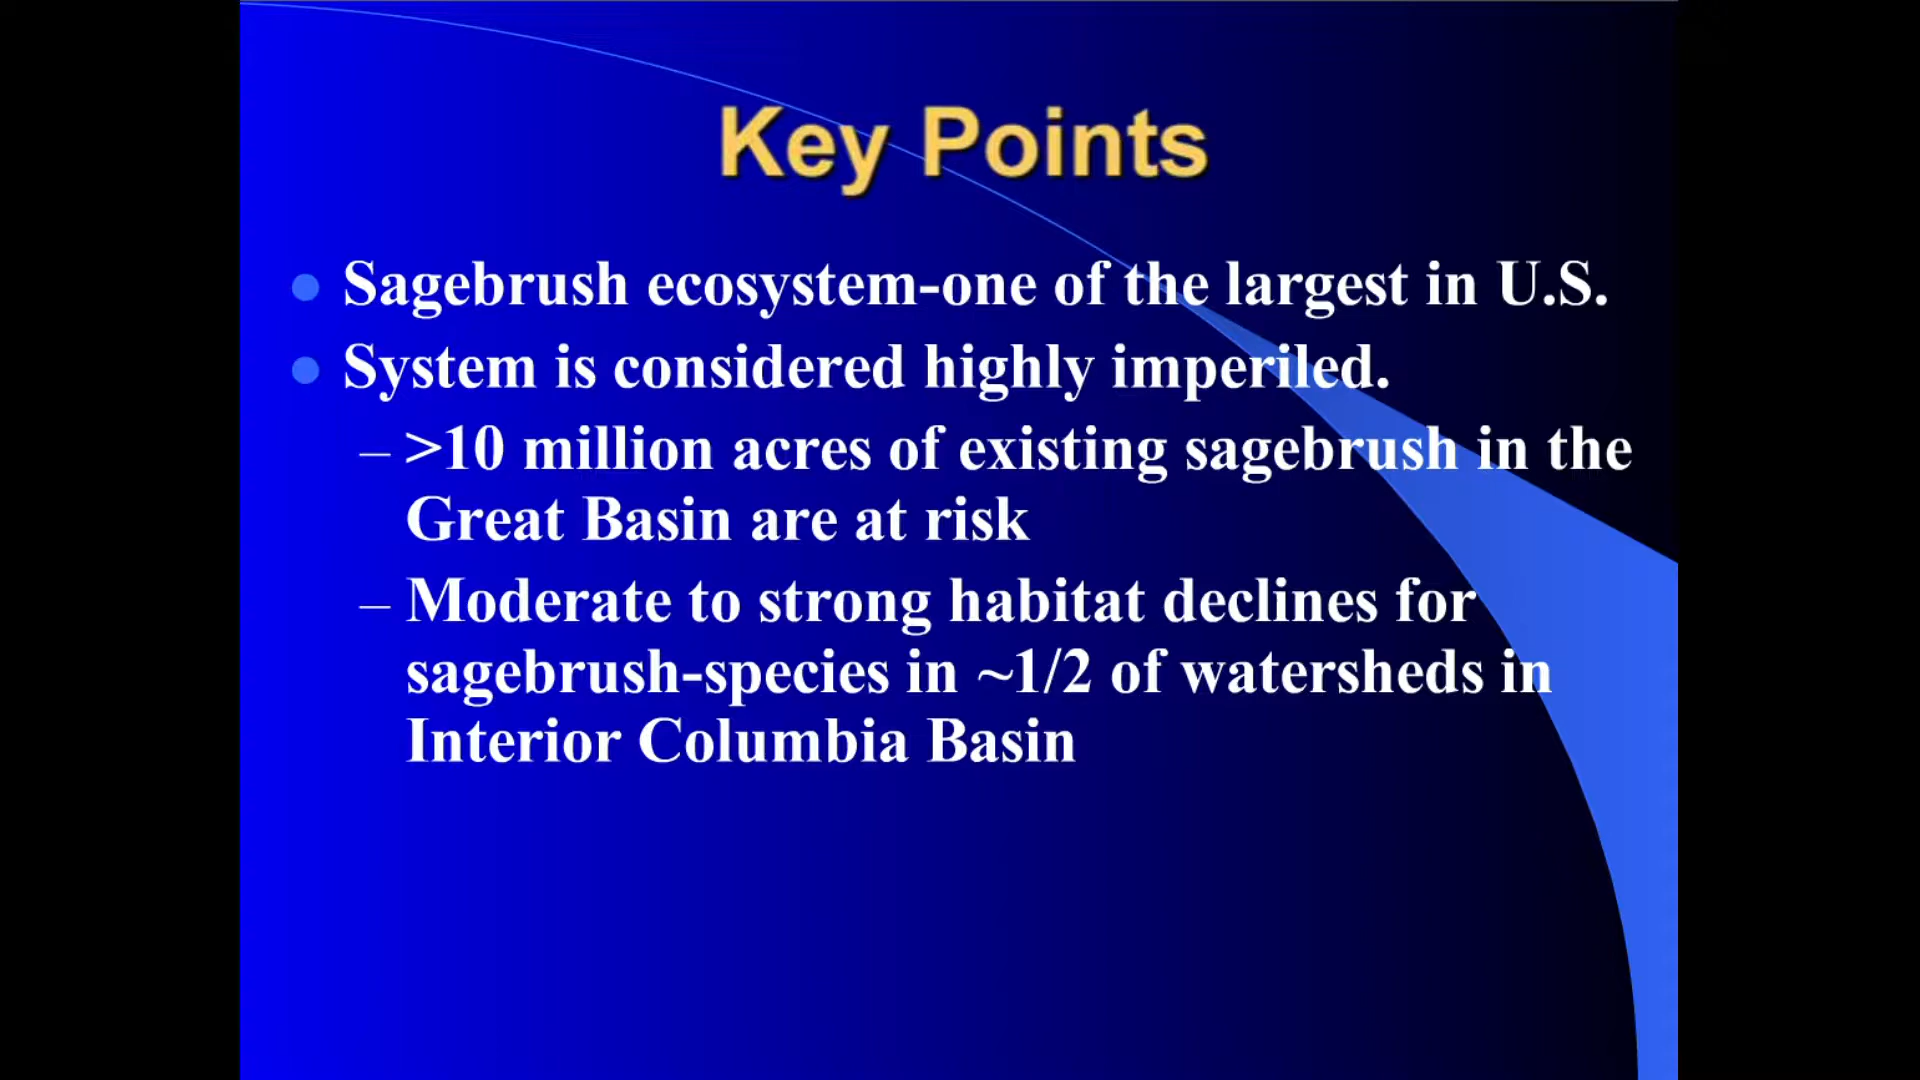 Key Points
Sagebrush ecosystem-one of the largest in U.S.
System is considered highly imperiled.
– >10 million acres of existing sagebrush in the
Great Basin are at risk
– Moderate to strong habitat declines for
sagebrush-species in ~1/2 of watersheds in
Interior Columbia Basin